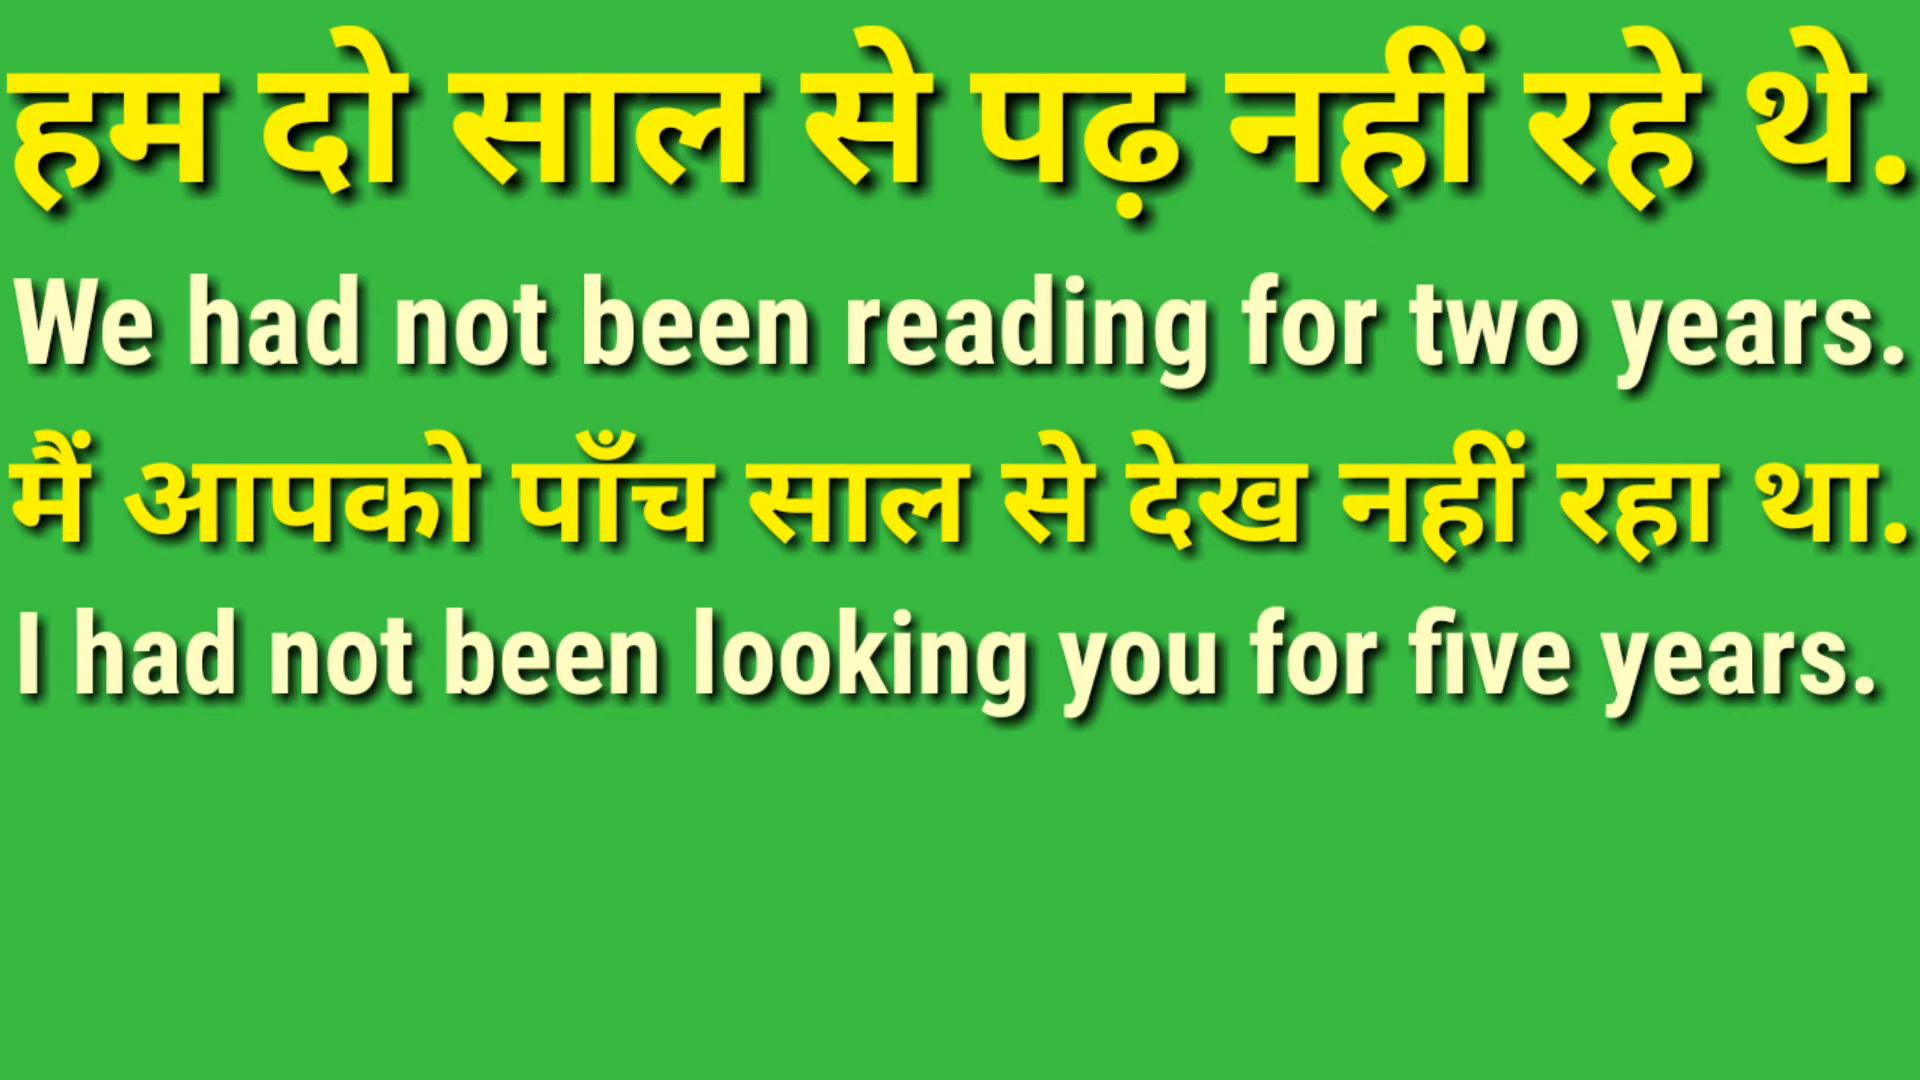 हम दो साल से पढ़ नहीं रहे थे.
We had not been reading for two years.
मैं आपको पाँच साल से देख नहीं रहा था.
I had not been looking you for five years.